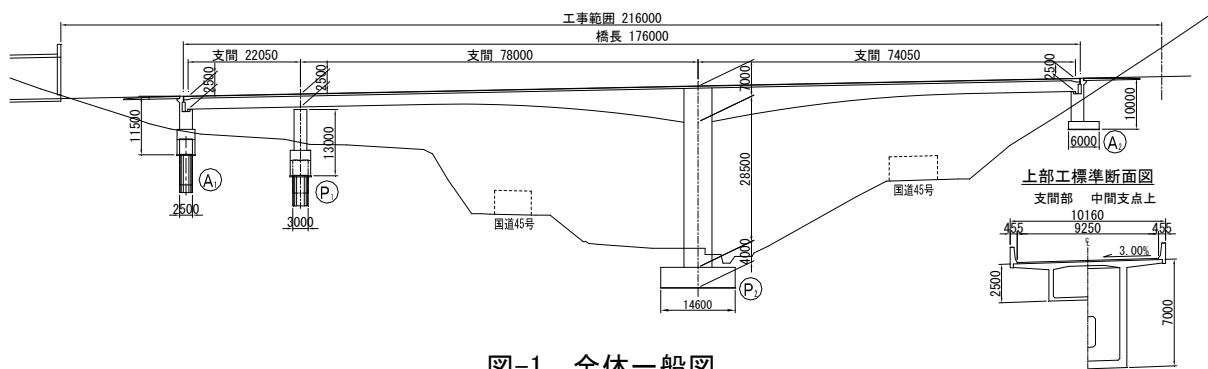 工事範囲 216000
橋長 176000
支間 22050
支間 78000
支間 74050
2500
2500
7000
2500
11500
13000
28500
10000
6000
A2
A1
P1
国道45号
国道45号
2500
3000
4000
14600
P2
上部工標準断面図
支間部 中間支点上
10160
455
9250
455
℄
3.00%
2500
7000
図-1 全体一般図